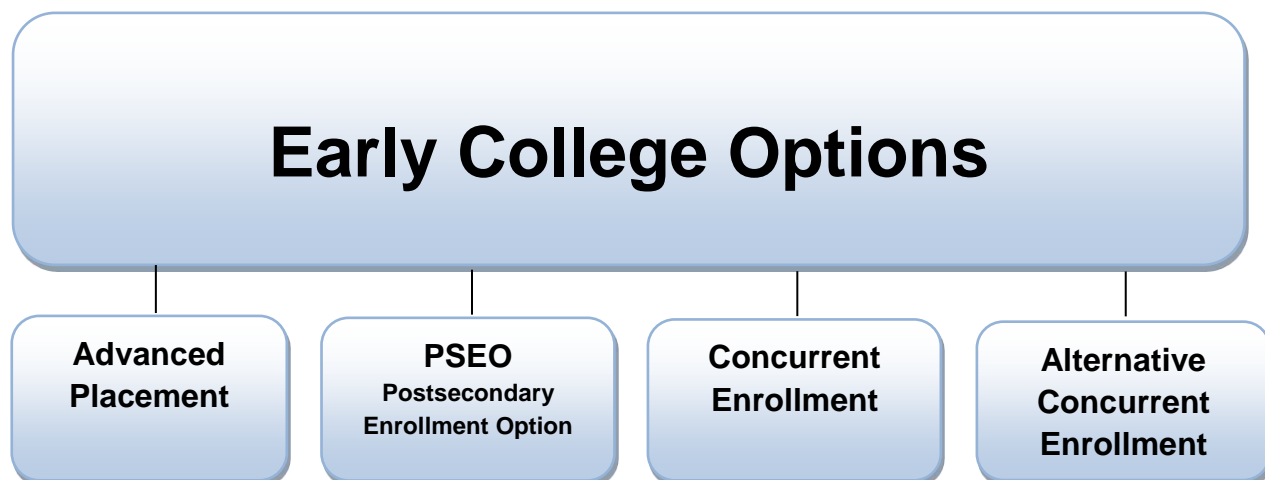 Early College Options
Advanced
Placement
PSEO
Postsecondary
Enrollment Option
Concurrent
Enrollment
Alternative
Concurrent
Enrollment